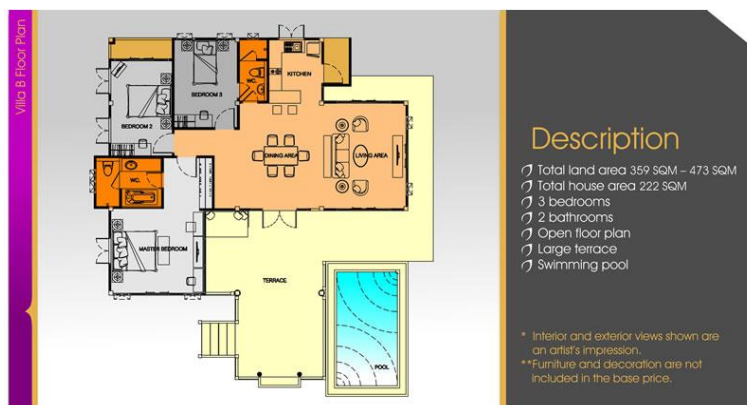 Villa B Floor Plan
BEDROOM 3
WC.
KITCHEN
BEDROOM 2
DINING AREA
LIVING AREA
WC.
MASTER BEDROOM
TERRACE
POOL
Description
Total land area 359 SQM – 473 SQM
Total house area 222 SQM
3 bedrooms
2 bathrooms
Open floor plan
Large terrace
Swimming pool
* Interior and exterior views shown are
an artist's impression.
**Furniture and decoration are not
included in the base price.